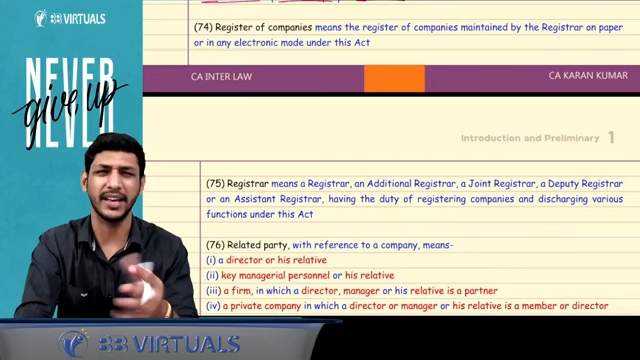 BB VIRTUALS
NEVER
give up
NEVER
(74) Register of companies means the register of companies maintained by the Registrar on paper
or in any electronic mode under this Act
CA INTER LAW
CA KARAN KUMAR
Introduction and Preliminary 1
(75) Registrar means a Registrar, an Additional Registrar, a Joint Registrar, a Deputy Registrar
or an Assistant Registrar, having the duty of registering companies and discharging various
functions under this Act
(76) Related party, with reference to a company, means-
(i) a director or his relative
(ii) key managerial personnel or his relative
(iii) a firm, in which a director, manager or his relative is a partner
(iv) a private company in which a director or manager or his relative is a member or director
BB VIRTUALS